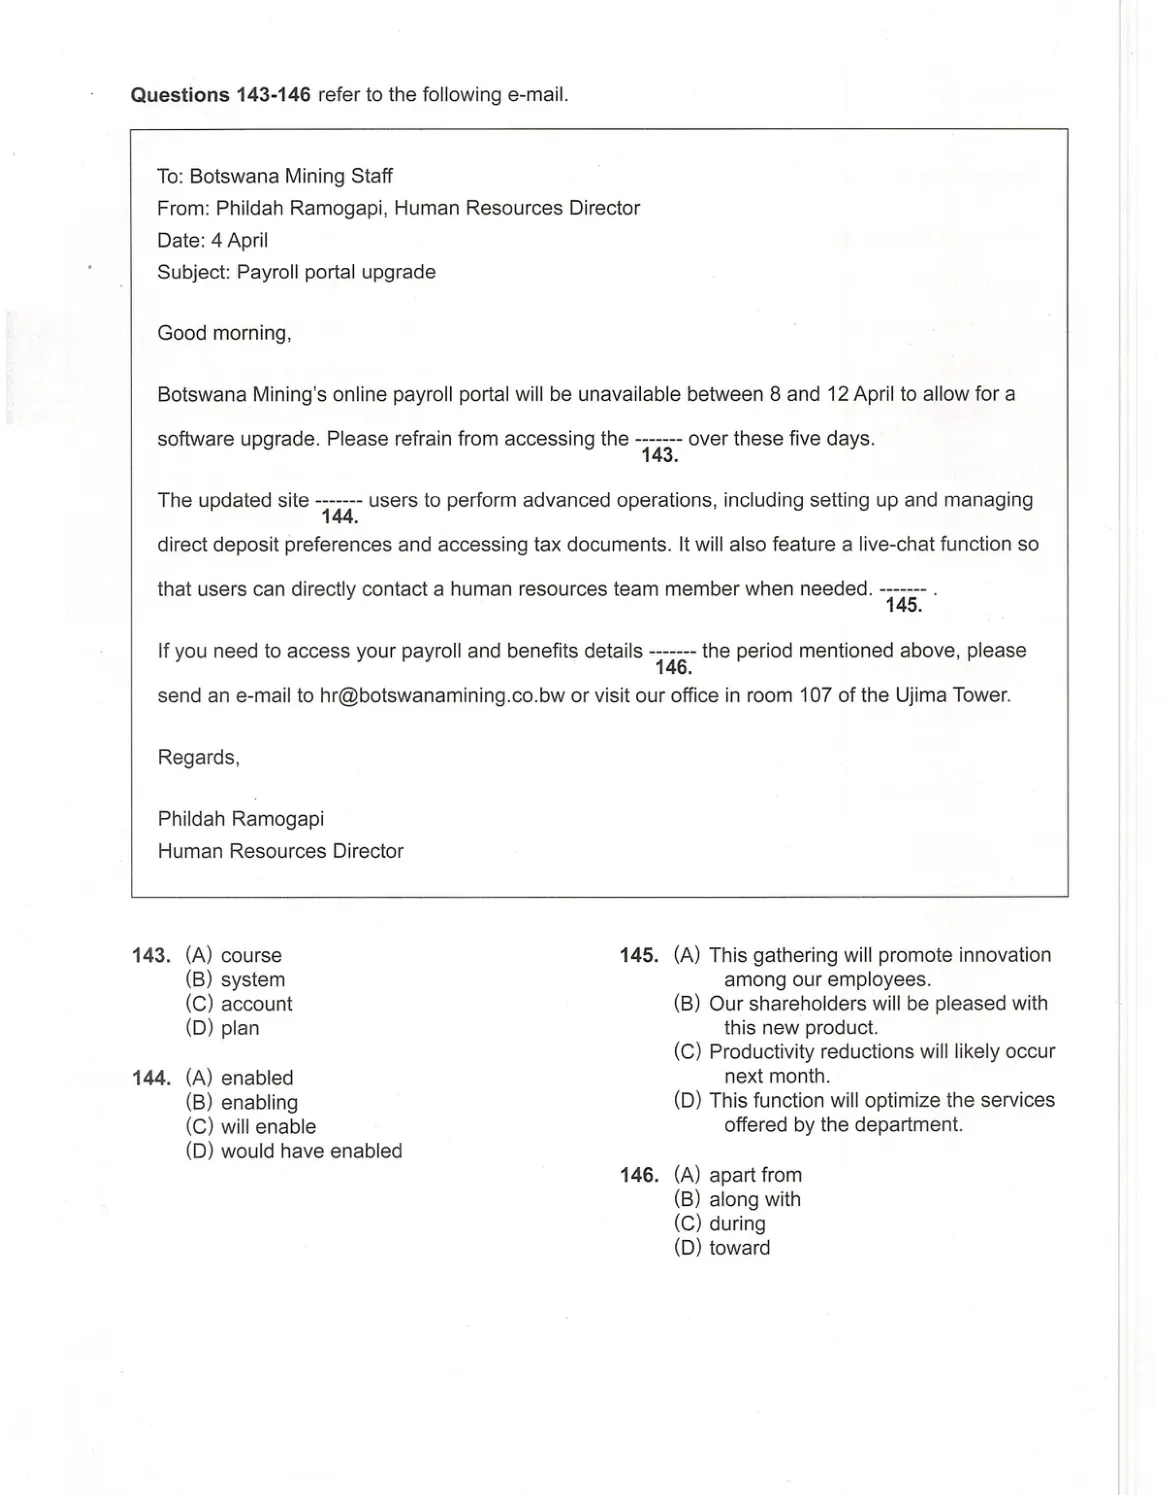 Questions 143-146 refer to the following e-mail.
To: Botswana Mining Staff
From: Phildah Ramogapi, Human Resources Director
Date: 4 April
Subject: Payroll portal upgrade
Good morning,
Botswana Mining's online payroll portal will be unavailable between 8 and 12 April to allow for a
software upgrade. Please refrain from accessing the ------- over these five days.
143.
The updated site ------- users to perform advanced operations, including setting up and managing
144.
direct deposit preferences and accessing tax documents. It will also feature a live-chat function so
that users can directly contact a human resources team member when needed. ------- .
145.
If you need to access your payroll and benefits details ------- the period mentioned above, please
146.
send an e-mail to hr@botswanamining.co.bw or visit our office in room 107 of the Ujima Tower.
Regards,
Phildah Ramogapi
Human Resources Director
143. (A) course
(B) system
(C) account
(D) plan
144. (A) enabled
(B) enabling
(C) will enable
(D) would have enabled
145. (A) This gathering will promote innovation
among our employees.
(B) Our shareholders will be pleased with
this new product.
(C) Productivity reductions will likely occur
next month.
(D) This function will optimize the services
offered by the department.
146. (A) apart from
(B) along with
(C) during
(D) toward